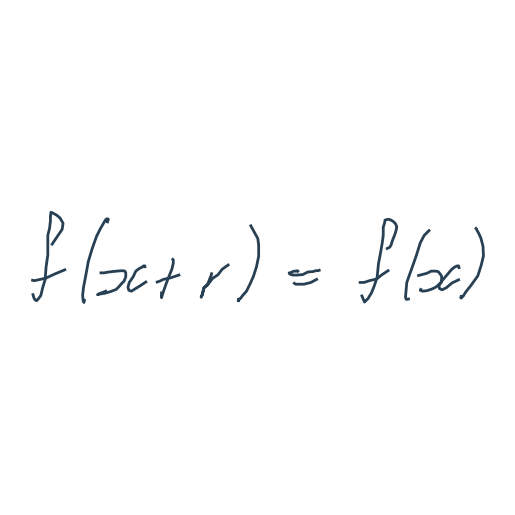 f(x+r) = f(x)